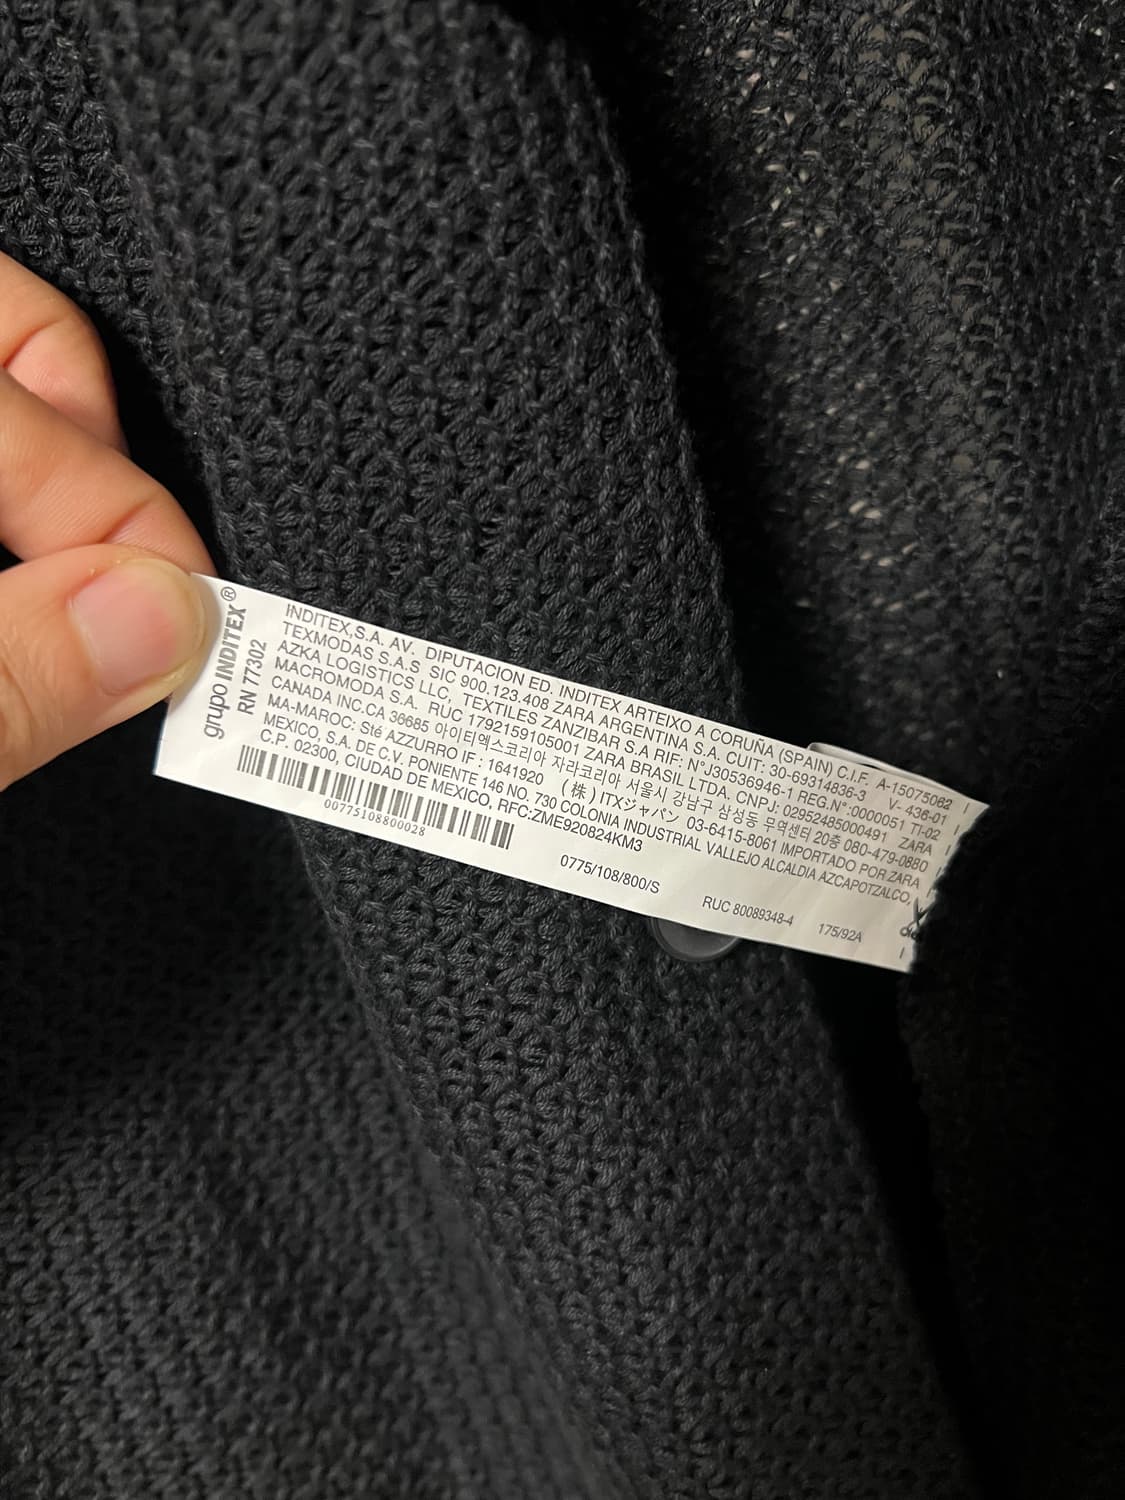 grupo INDITEX®
RN 77302
INDITEX, S.A. AV. DIPUTACION ED. INDITEX ARTEIXO A CORUÑA (SPAIN) C.I.F. A-15075062
TEXMODAS S.A.S SIC 900.123.408 ZARA ARGENTINA S.A. CUIT: 30-69314836-3 V- 436-01
AZKA LOGISTICS LLC, TEXTILES ZANZIBAR S.A RIF: N°J30536946-1 REG.N°:0000051 TI-02
MACROMODA S.A. RUC 1792159105001 ZARA BRASIL LTDA. CNPJ: 02952485000491 ZARA
CANADA INC.CA 36685 아이티엑스코리아 자라코리아 서울시 강남구 삼성동 무역센터 20층 080-479-0880
MA-MAROC: Sté AZZURRO IF : 1641920 (株) ITXジャパン 03-6415-8061 IMPORTADO POR ZARA
MEXICO, S.A. DE C.V. PONIENTE 146 NO. 730 COLONIA INDUSTRIAL VALLEJO ALCALDIA AZCAPOTZALCO,
C.P. 02300, CIUDAD DE MEXICO, RFC:ZME920824KM3
00775108800028
0775/108/800/S
RUC 80089348-4
175/92A